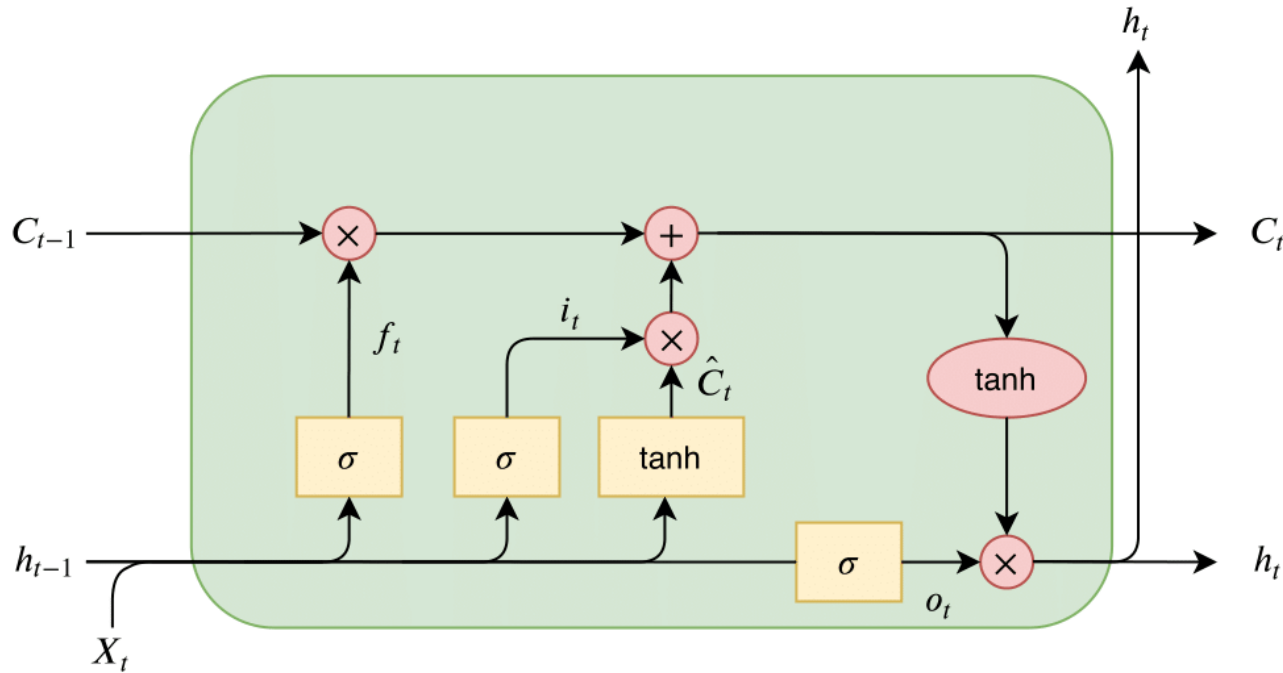 h_t
C_{t-1}
×
+
C_t
i_t
f_t
×
Ĉ_t
tanh
σ
σ
tanh
h_{t-1}
σ
×
h_t
o_t
X_t